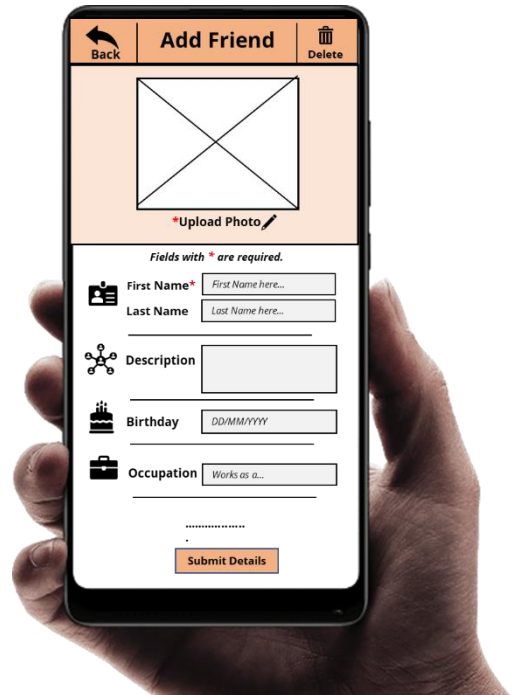 Back
Add Friend
Delete
*Upload Photo
Fields with * are required.
First Name*
First Name here...
Last Name
Last Name here...
Description
Birthday
DD/MM/YYYY
Occupation
Works as a...
..................
.
Submit Details